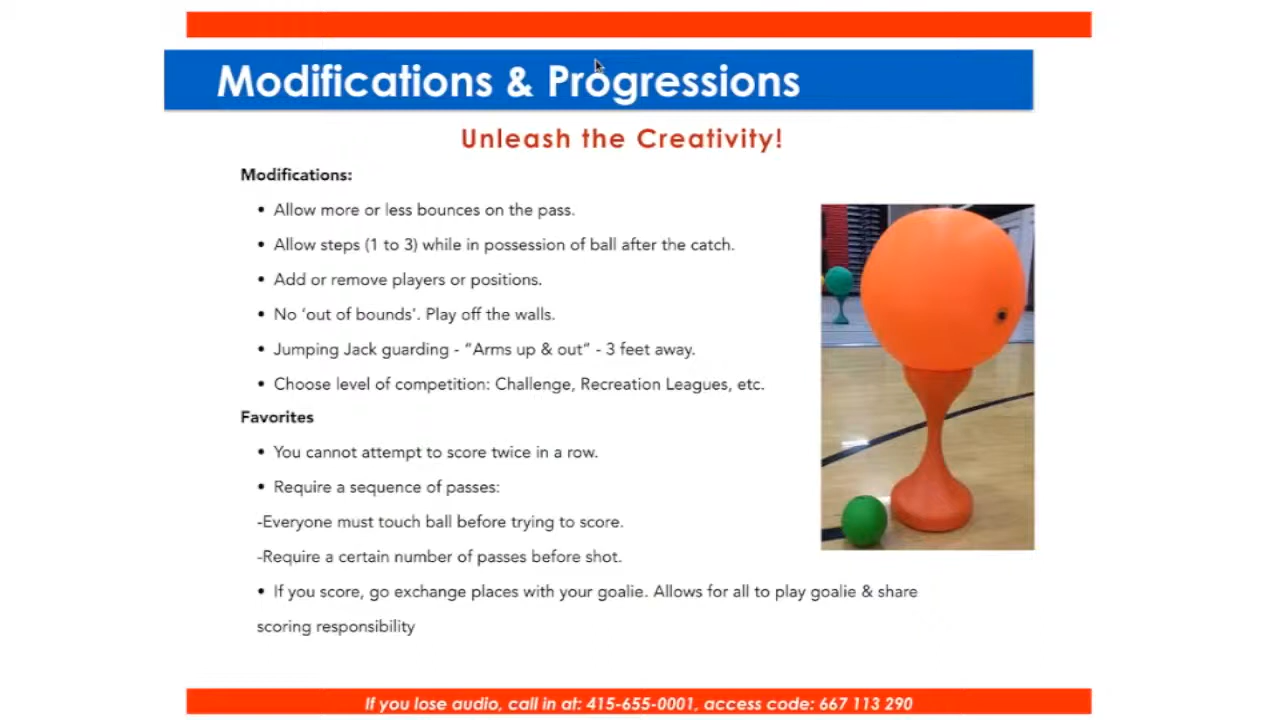 Modifications & Progressions
Unleash the Creativity!
Modifications:
• Allow more or less bounces on the pass.
• Allow steps (1 to 3) while in possession of ball after the catch.
• Add or remove players or positions.
• No ‘out of bounds’. Play off the walls.
• Jumping Jack guarding - “Arms up & out” - 3 feet away.
• Choose level of competition: Challenge, Recreation Leagues, etc.
Favorites
• You cannot attempt to score twice in a row.
• Require a sequence of passes:
-Everyone must touch ball before trying to score.
-Require a certain number of passes before shot.
• If you score, go exchange places with your goalie. Allows for all to play goalie & share
scoring responsibility
If you lose audio, call in at: 415-655-0001, access code: 667 113 290